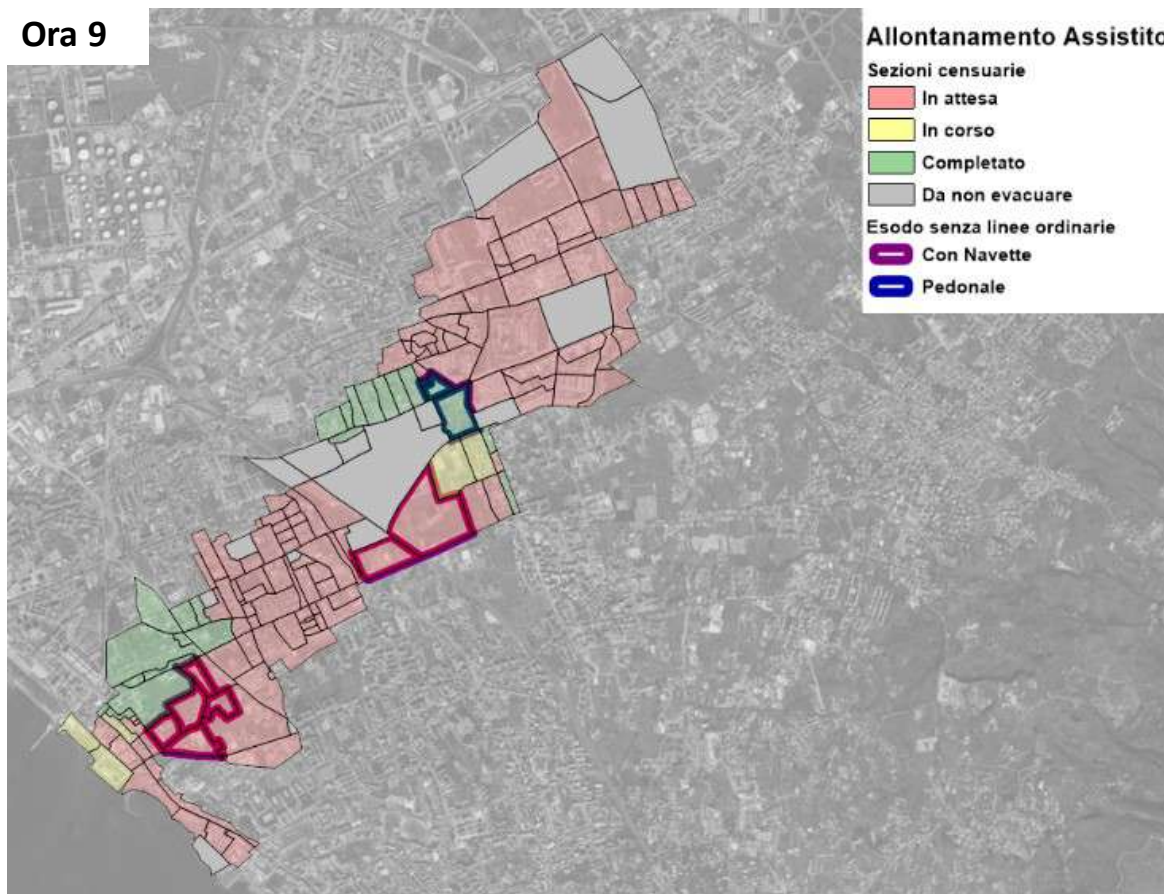 Ora 9
Allontanamento Assistito
Sezioni censuarie
In attesa
In corso
Completato
Da non evacuare
Esodo senza linee ordinarie
Con Navette
Pedonale